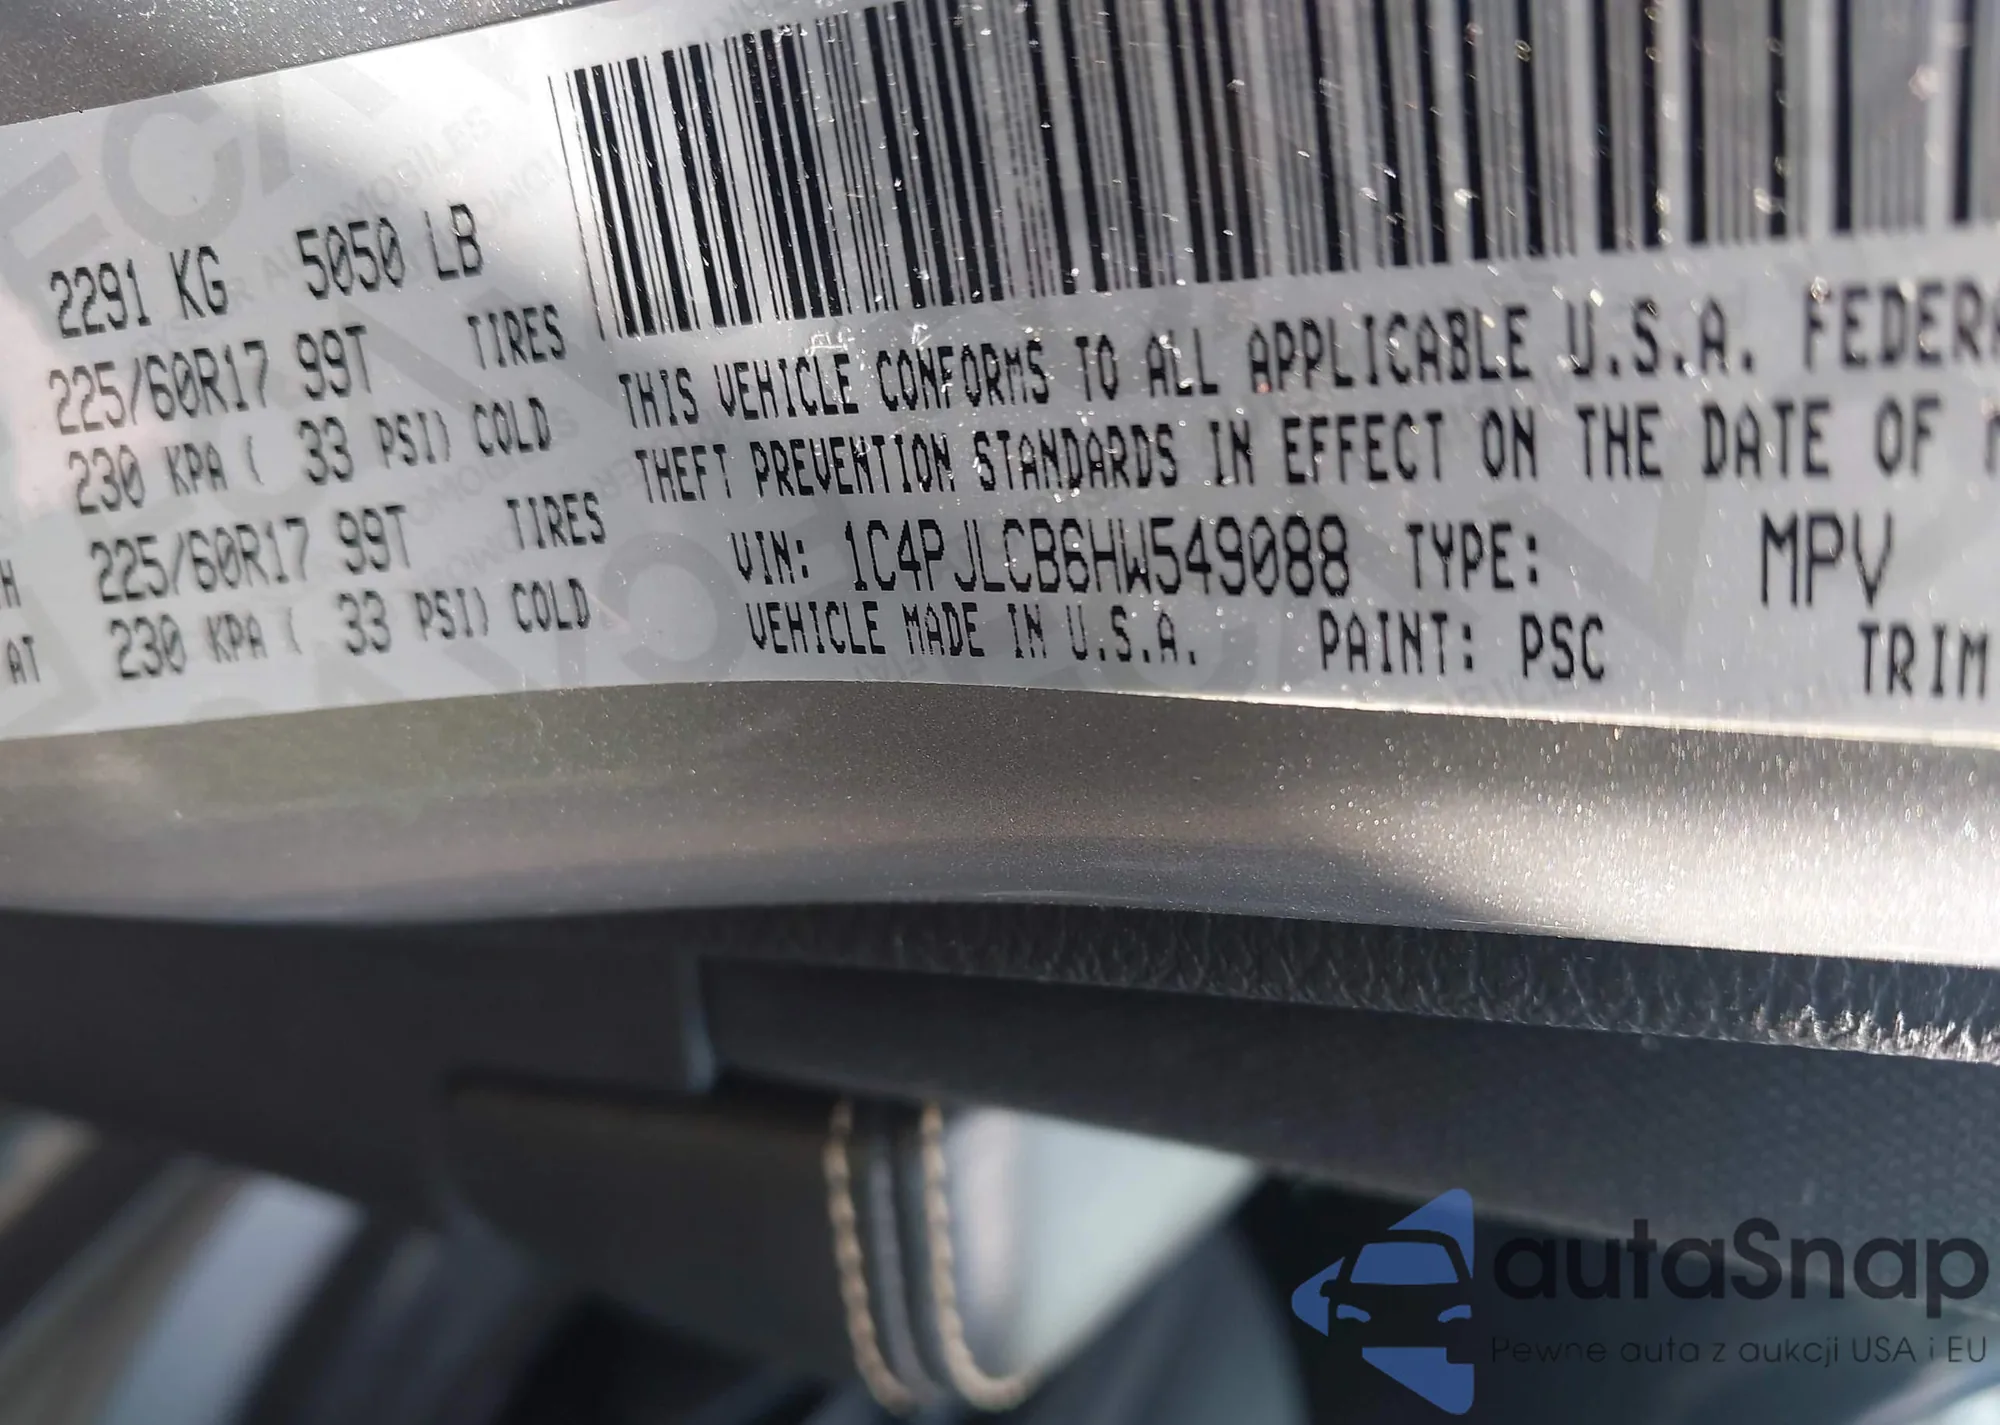 2291 KG 5050 LB
225/60R17 99T TIRES
230 KPA ( 33 PSI) COLD
225/60R17 99T TIRES
230 KPA ( 33 PSI) COLD
AT
THIS VEHICLE CONFORMS TO ALL APPLICABLE U.S.A. FEDERA
THEFT PREVENTION STANDARDS IN EFFECT ON THE DATE OF
VIN: 1C4PJLCB6HW549088 TYPE: MPV
VEHICLE MADE IN U.S.A. PAINT: PSC TRIM
autaSnap
Pewne auta z aukcji USA i EU